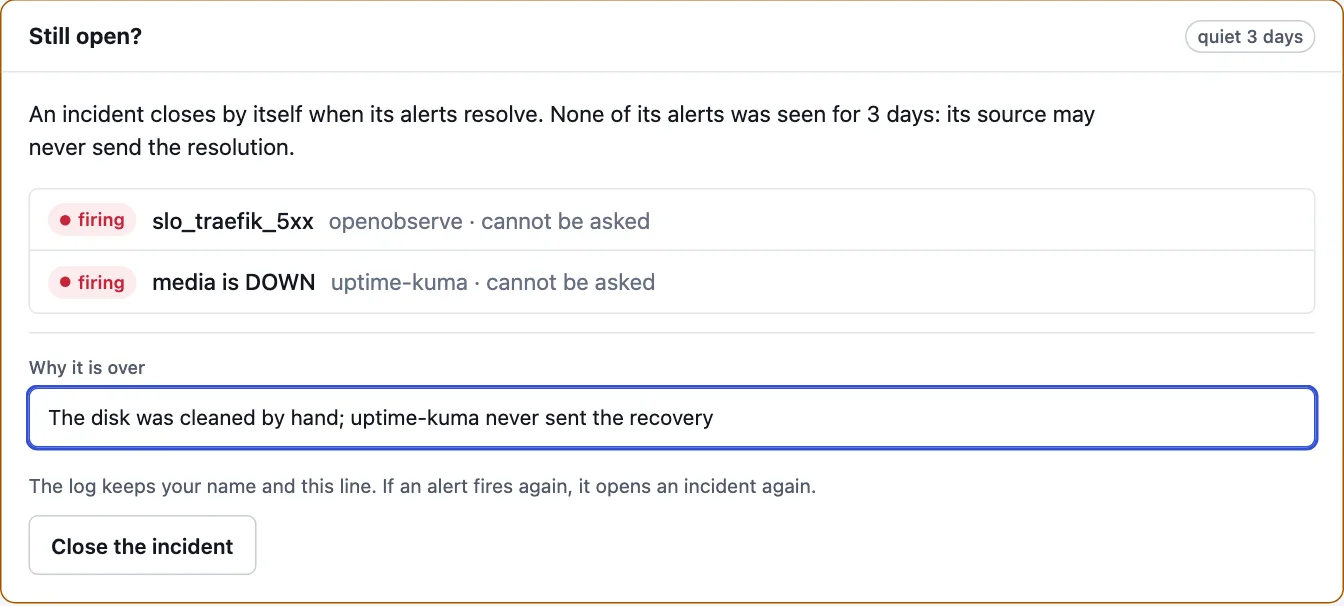 Still open?
quiet 3 days
An incident closes by itself when its alerts resolve. None of its alerts was seen for 3 days: its source may
never send the resolution.
firing slo_traefik_5xx openobserve · cannot be asked
firing media is DOWN uptime-kuma · cannot be asked
Why it is over
The disk was cleaned by hand; uptime-kuma never sent the recovery
The log keeps your name and this line. If an alert fires again, it opens an incident again.
Close the incident